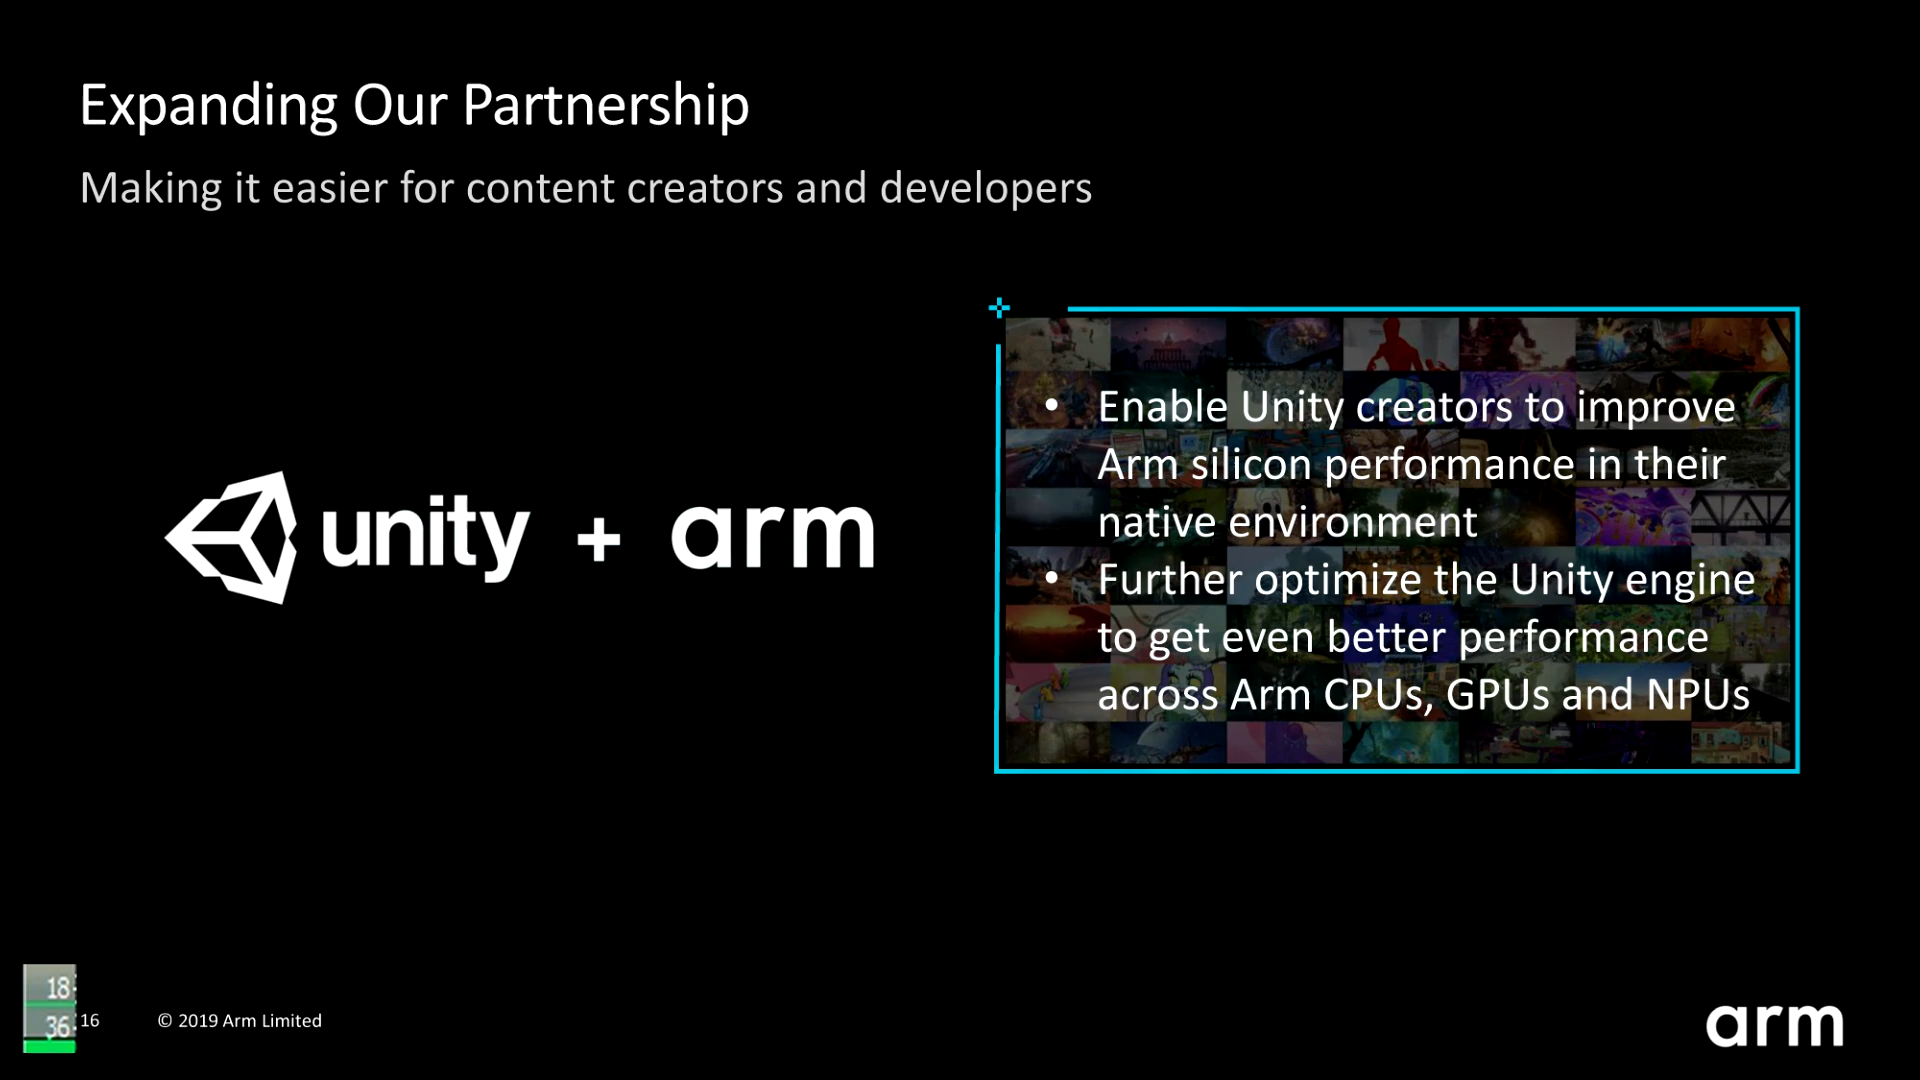 Expanding Our Partnership
Making it easier for content creators and developers
unity + arm
• Enable Unity creators to improve
Arm silicon performance in their
native environment
• Further optimize the Unity engine
to get even better performance
across Arm CPUs, GPUs and NPUs
18
36
16 © 2019 Arm Limited
arm